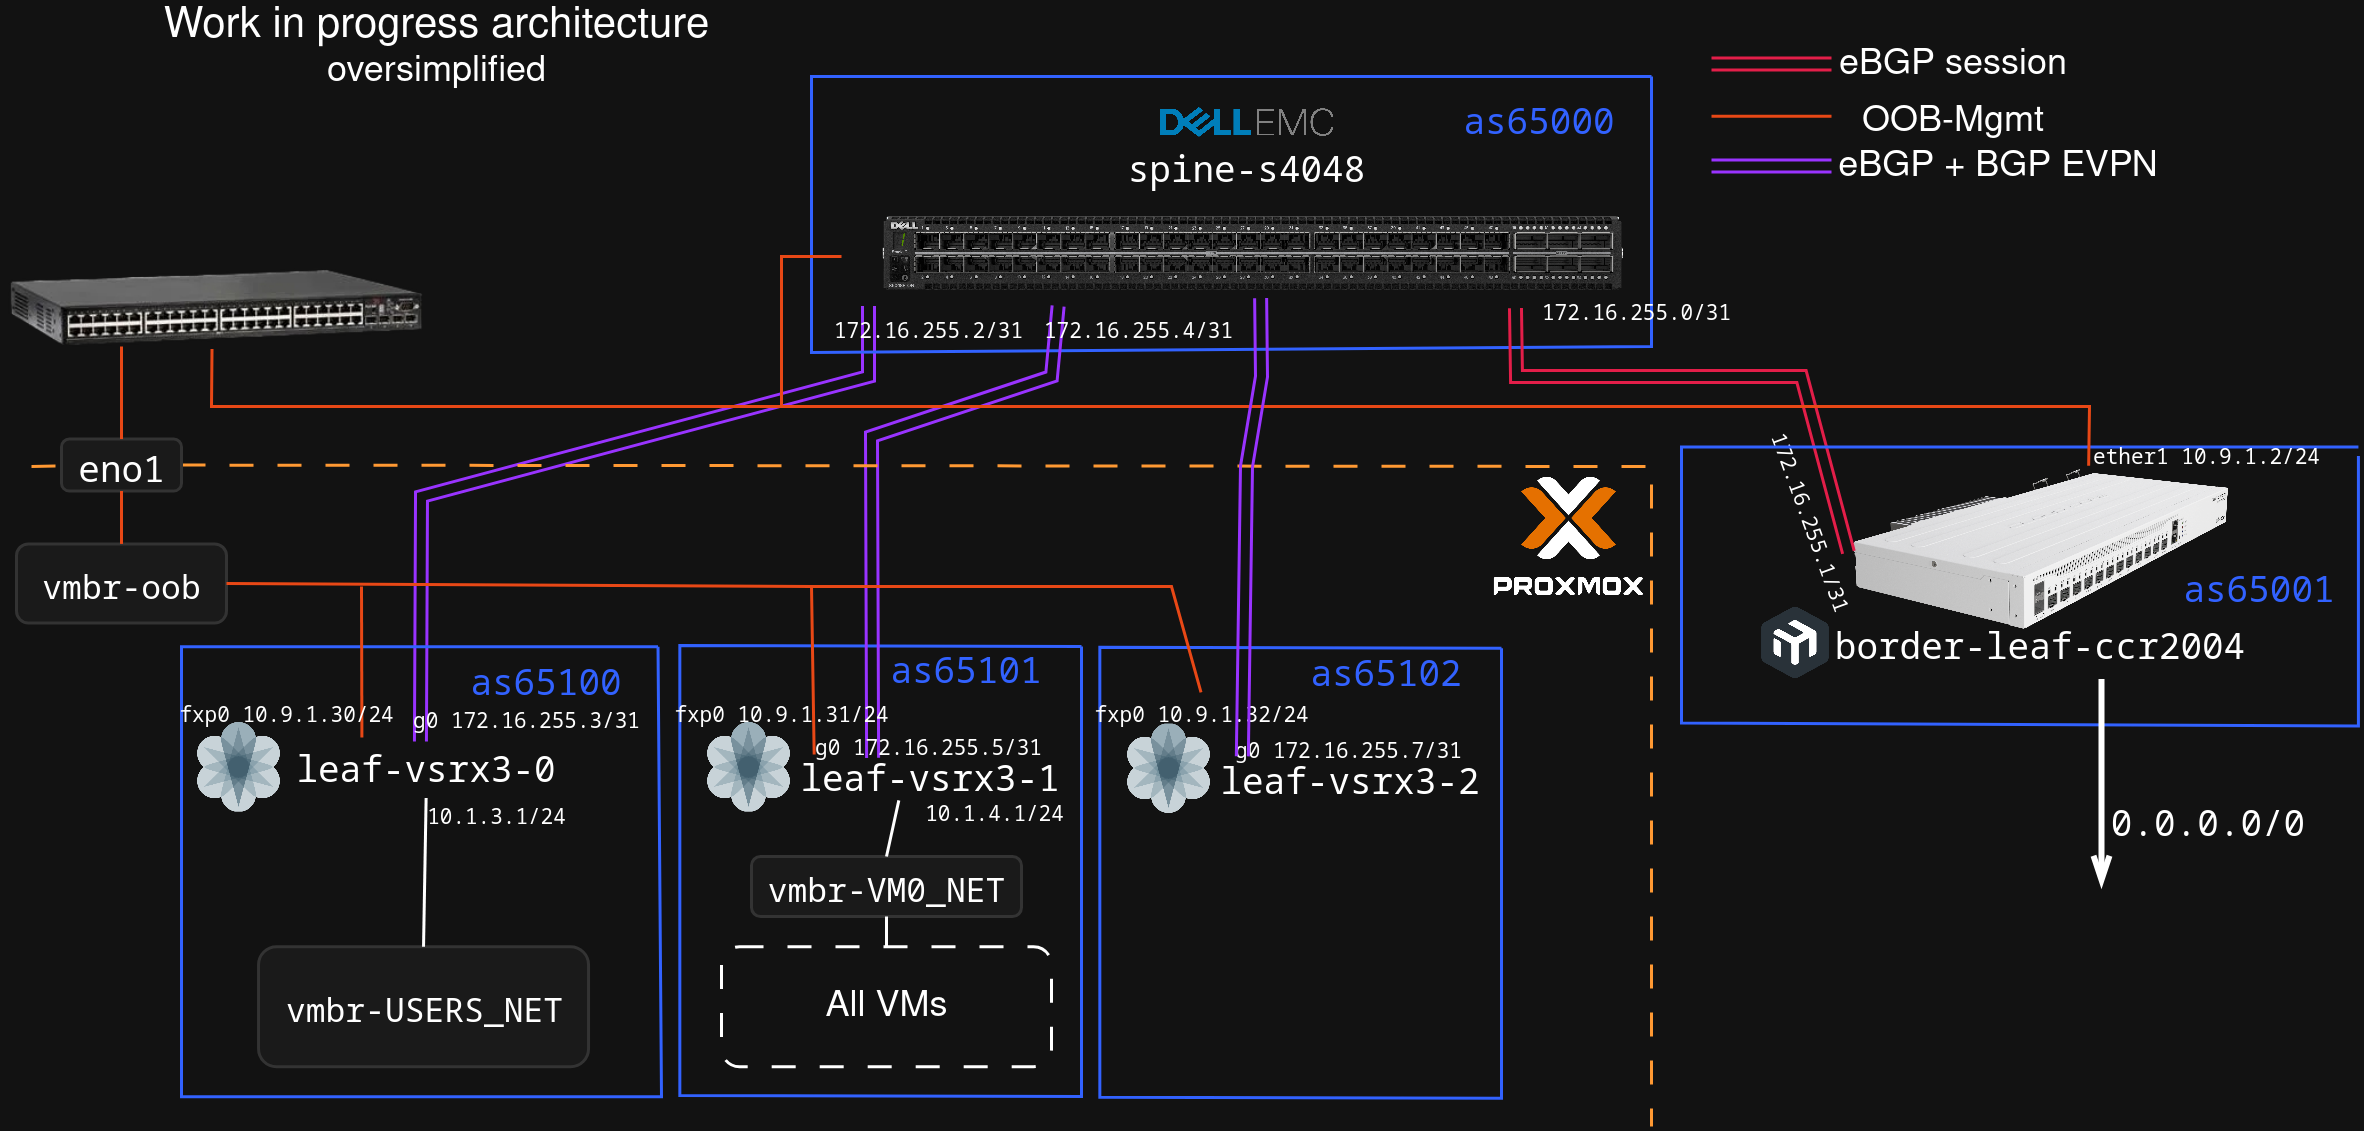 Work in progress architecture
oversimplified
eBGP session
OOB-Mgmt
eBGP + BGP EVPN
DELL EMC
as65000
spine-s4048
DELL
172.16.255.2/31
172.16.255.4/31
172.16.255.0/31
eno1
vmbr-oob
PROXMOX
172.16.255.1/31
ether1 10.9.1.2/24
as65001
border-leaf-ccr2004
0.0.0.0/0
as65100
fxp0 10.9.1.30/24
g0 172.16.255.3/31
leaf-vsrx3-0
10.1.3.1/24
vmbr-USERS_NET
as65101
fxp0 10.9.1.31/24
g0 172.16.255.5/31
leaf-vsrx3-1
10.1.4.1/24
vmbr-VM0_NET
All VMs
as65102
fxp0 10.9.1.32/24
g0 172.16.255.7/31
leaf-vsrx3-2